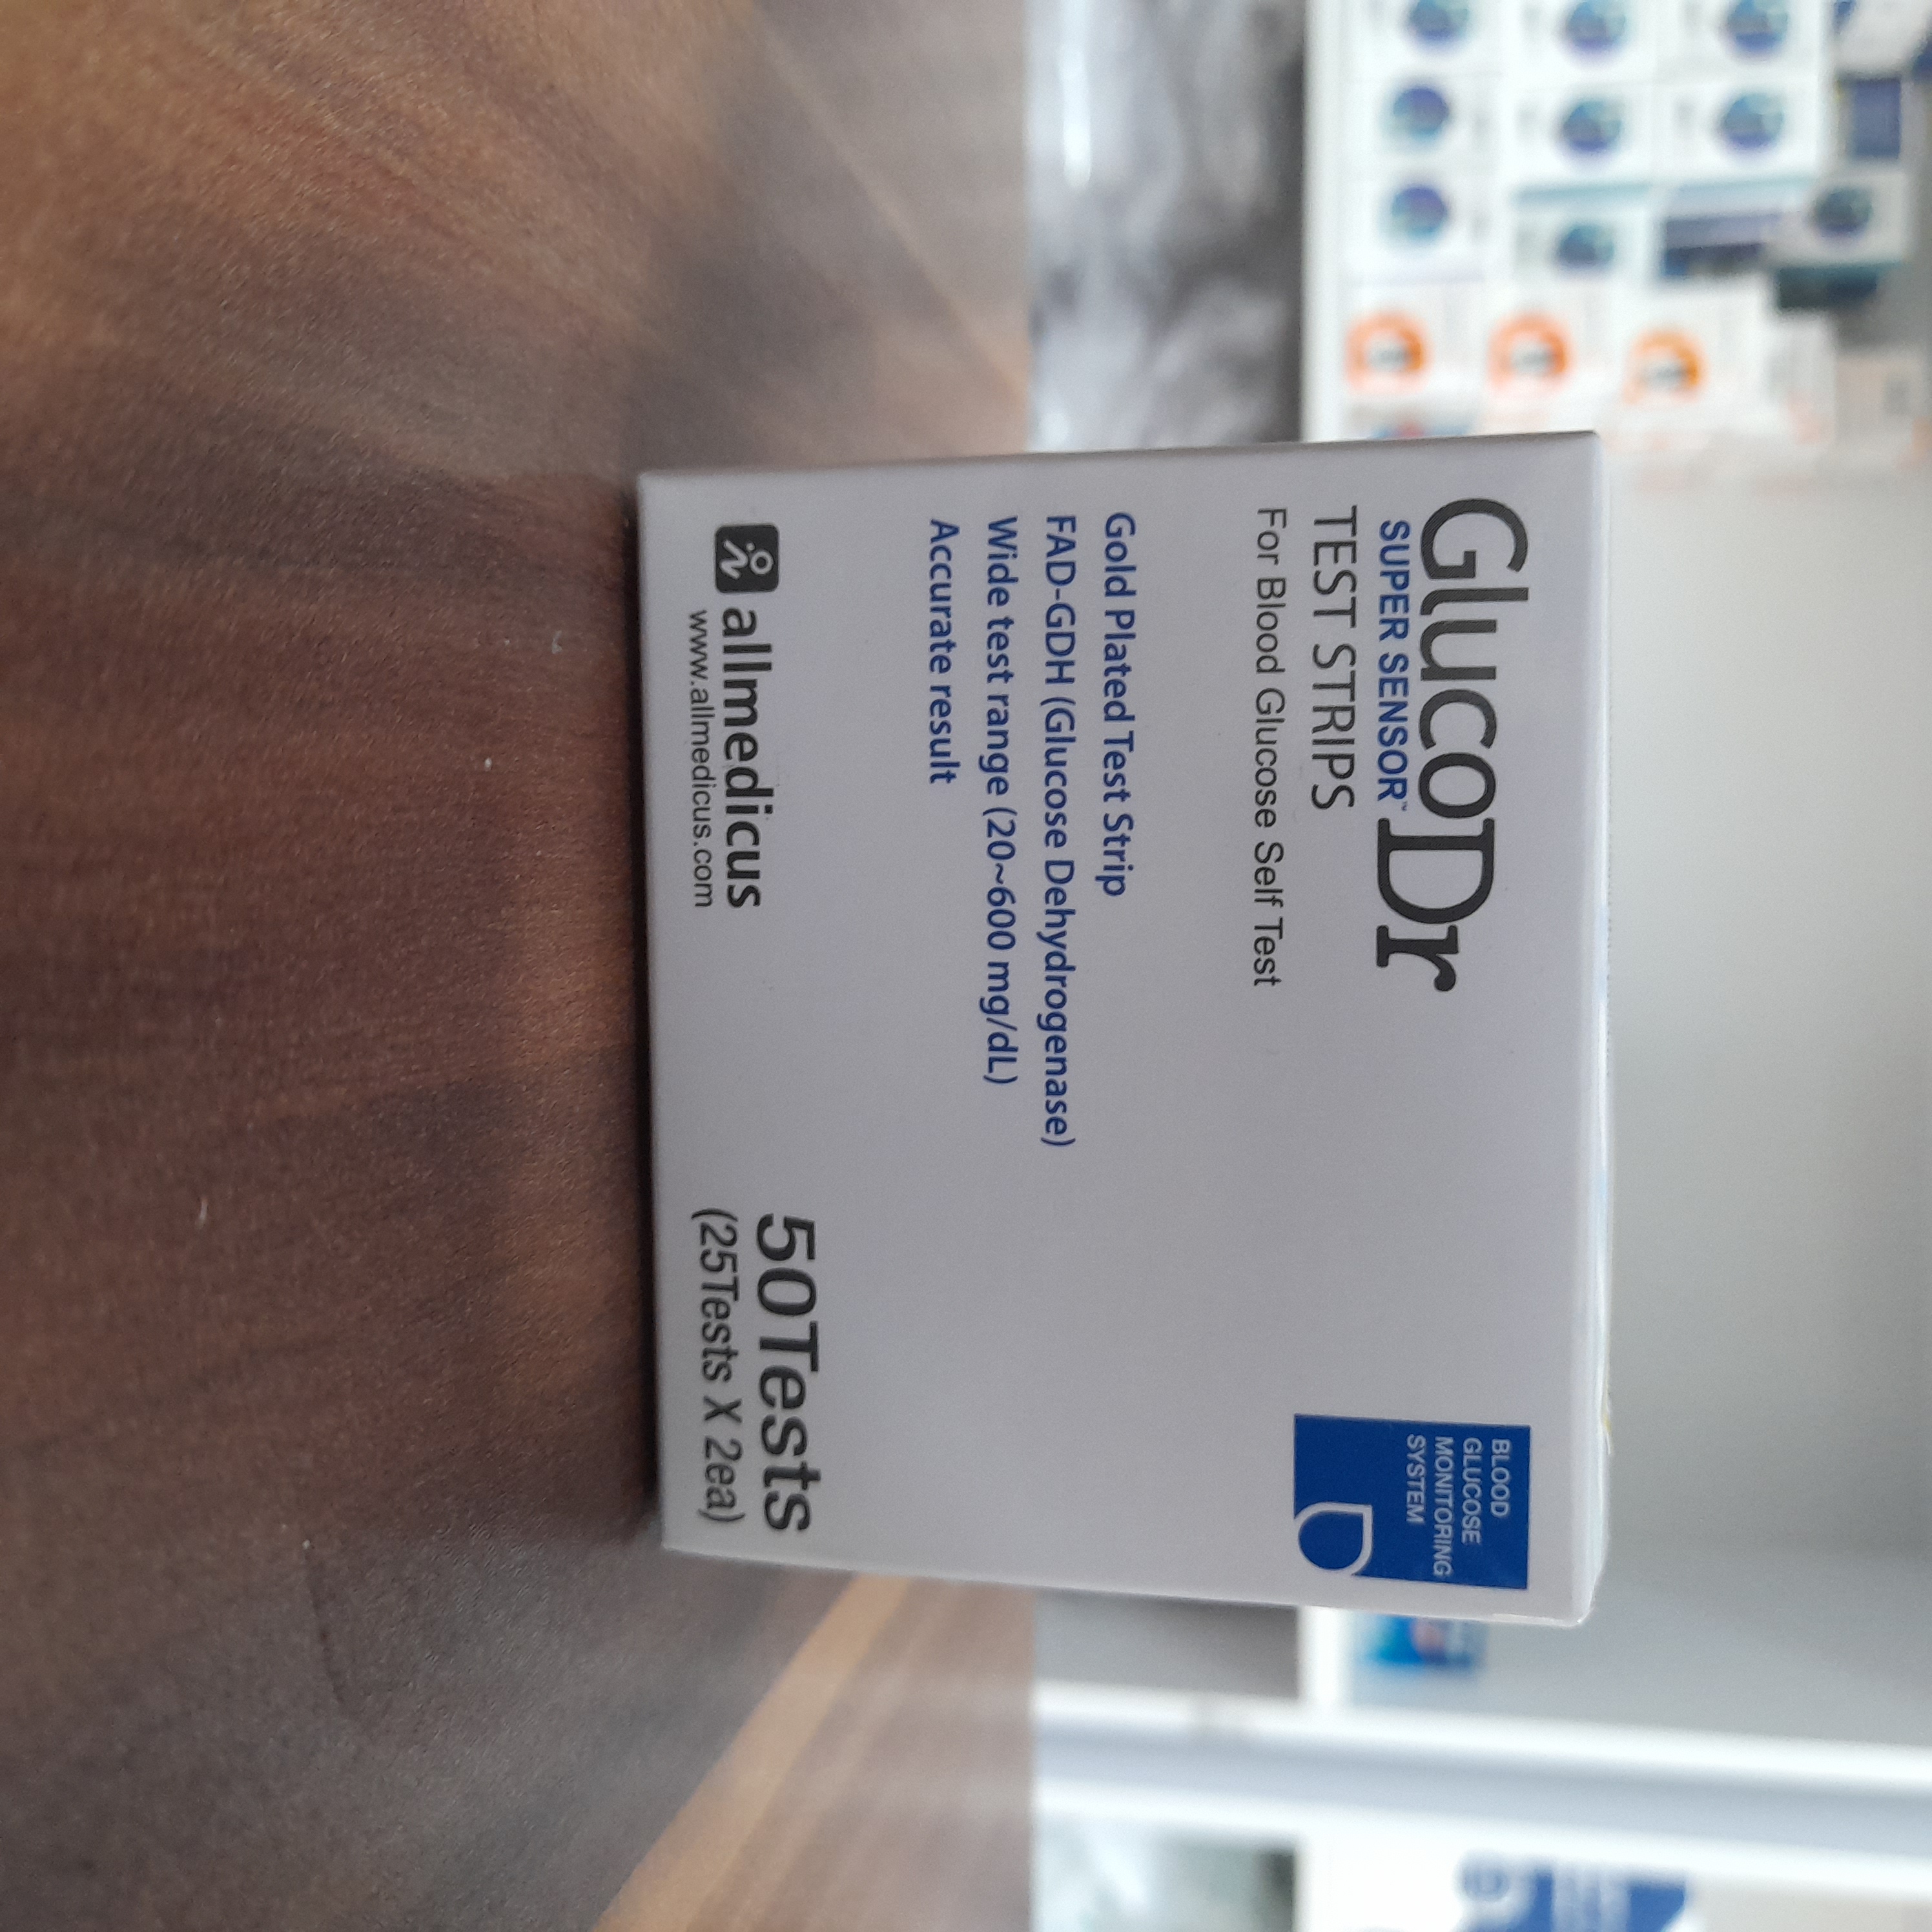 GlucoDr
SUPER SENSOR™
TEST STRIPS
For Blood Glucose Self Test
BLOOD
GLUCOSE
MONITORING
SYSTEM
Gold Plated Test Strip
FAD-GDH (Glucose Dehydrogenase)
Wide test range (20~600 mg/dL)
Accurate result
allmedicus
www.allmedicus.com
50Tests
(25Tests X 2ea)